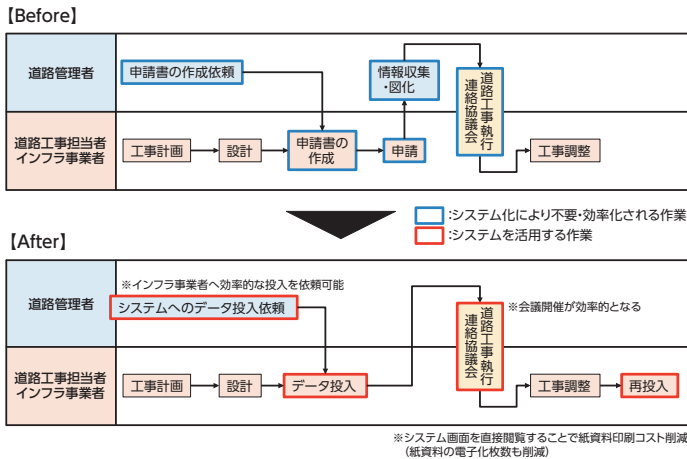 【Before】
道路管理者
申請書の作成依頼
情報収集
・図化
道路工事執行
連絡協議会
道路工事担当者
インフラ事業者
工事計画
設計
申請書の
作成
申請
工事調整
:システム化により不要・効率化される作業
:システムを活用する作業
【After】
※インフラ事業者へ効率的な投入を依頼可能
道路管理者
システムへのデータ投入依頼
道路工事執行
連絡協議会
※会議開催が効率的となる
道路工事担当者
インフラ事業者
工事計画
設計
データ投入
工事調整
再投入
※システム画面を直接閲覧することで紙資料印刷コスト削減
(紙資料の電子化枚数も削減)